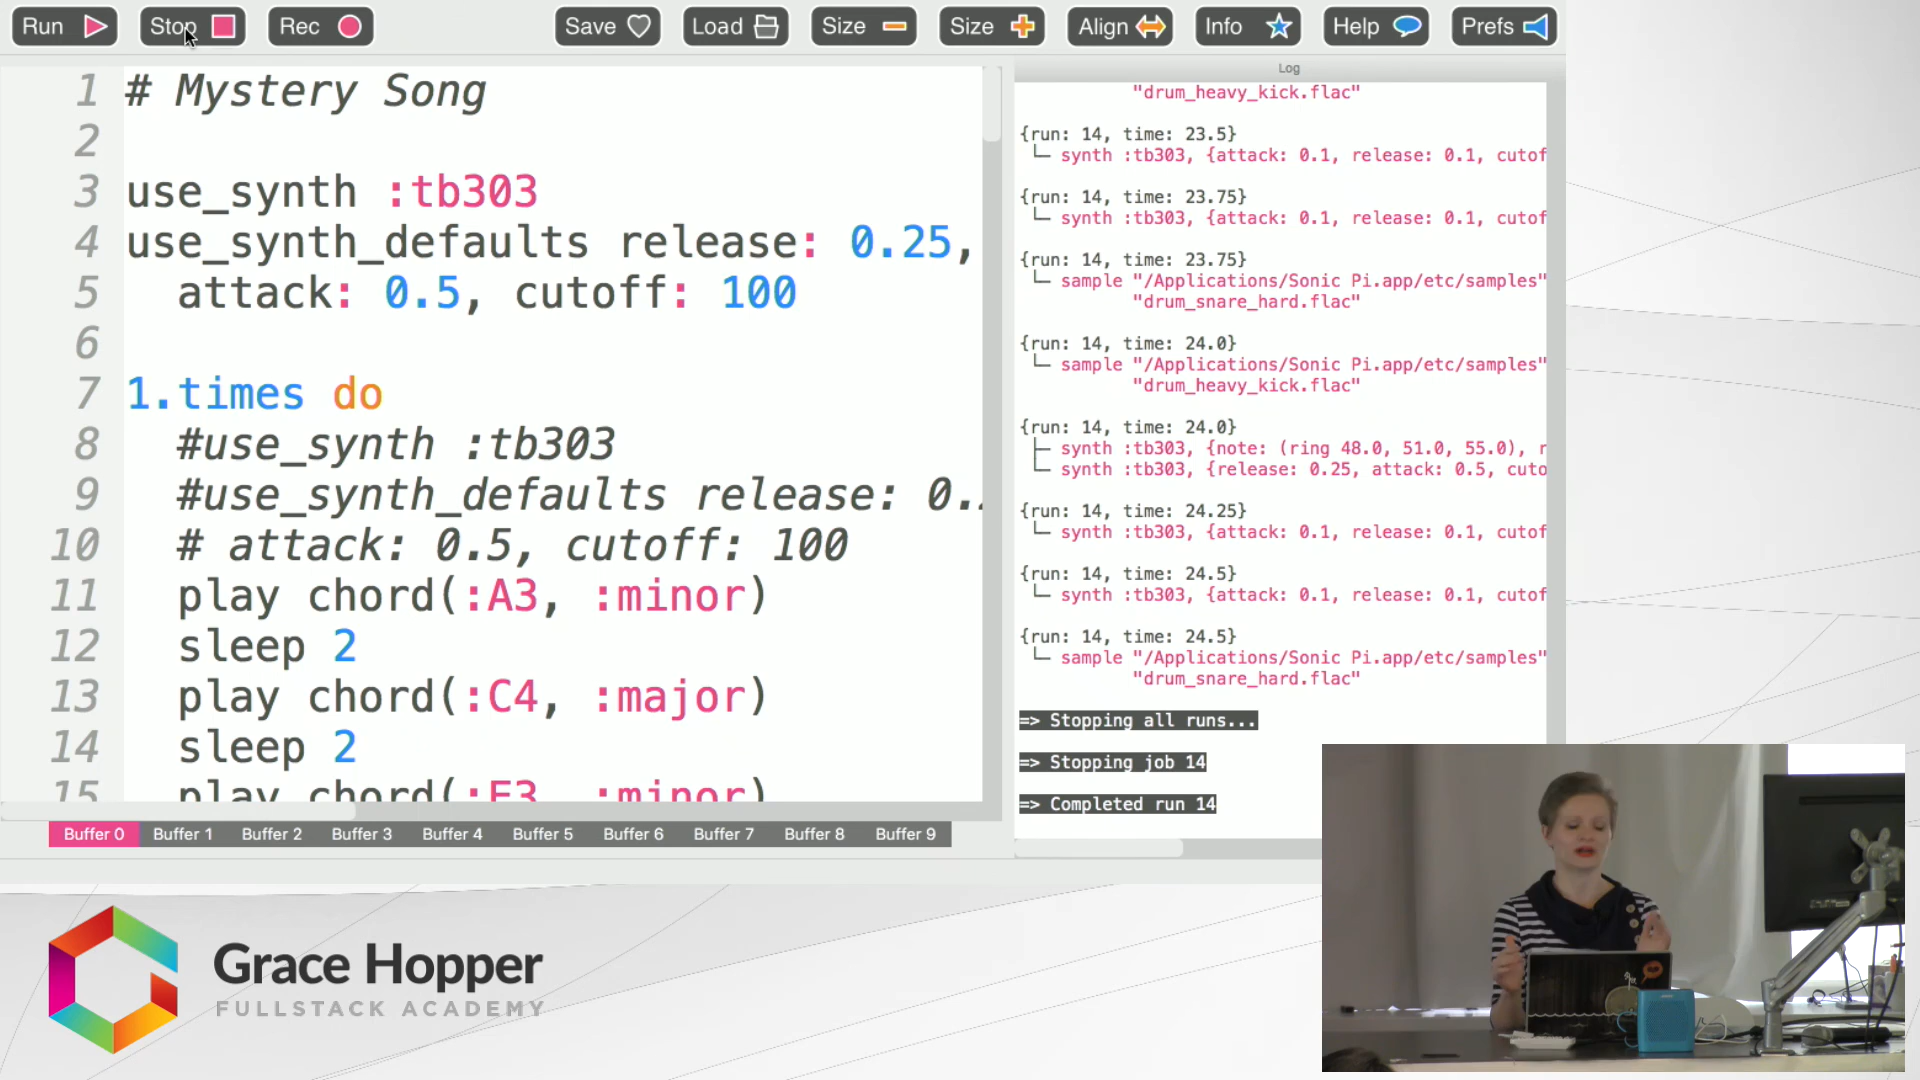 Run
Stop
Rec
Save
Load
Size
Size
Align
Info
Help
Prefs
1 # Mystery Song
2
3 use_synth :tb303
4 use_synth_defaults release: 0.25,
5 attack: 0.5, cutoff: 100
6
7 1.times do
8 #use_synth :tb303
9 #use_synth_defaults release: 0.
10 # attack: 0.5, cutoff: 100
11 play chord(:A3, :minor)
12 sleep 2
13 play chord(:C4, :major)
14 sleep 2
15 play chord(:E3, :minor)
Buffer 0 Buffer 1 Buffer 2 Buffer 3 Buffer 4 Buffer 5 Buffer 6 Buffer 7 Buffer 8 Buffer 9
Log
"drum_heavy_kick.flac"
{run: 14, time: 23.5}
synth :tb303, {attack: 0.1, release: 0.1, cutof
{run: 14, time: 23.75}
synth :tb303, {attack: 0.1, release: 0.1, cutof
{run: 14, time: 23.75}
sample "/Applications/Sonic Pi.app/etc/samples"
"drum_snare_hard.flac"
{run: 14, time: 24.0}
sample "/Applications/Sonic Pi.app/etc/samples"
"drum_heavy_kick.flac"
{run: 14, time: 24.0}
synth :tb303, {note: (ring 48.0, 51.0, 55.0), r
synth :tb303, {release: 0.25, attack: 0.5, cuto
{run: 14, time: 24.25}
synth :tb303, {attack: 0.1, release: 0.1, cutof
{run: 14, time: 24.5}
synth :tb303, {attack: 0.1, release: 0.1, cutof
{run: 14, time: 24.5}
sample "/Applications/Sonic Pi.app/etc/samples"
"drum_snare_hard.flac"
=> Stopping all runs...
=> Stopping job 14
=> Completed run 14
Grace Hopper
FULLSTACK ACADEMY